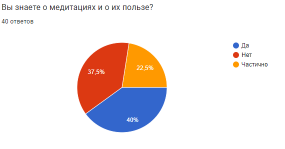 Вы знаете о медитациях и о их пользе?
40 ответов
Да
Нет
Частично
37,5%
22,5%
40%